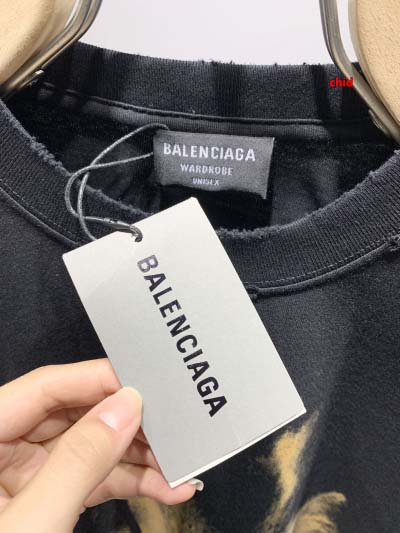 chid
BALENCIAGA
WARDROBE
UNISEX
BALENCIAGA